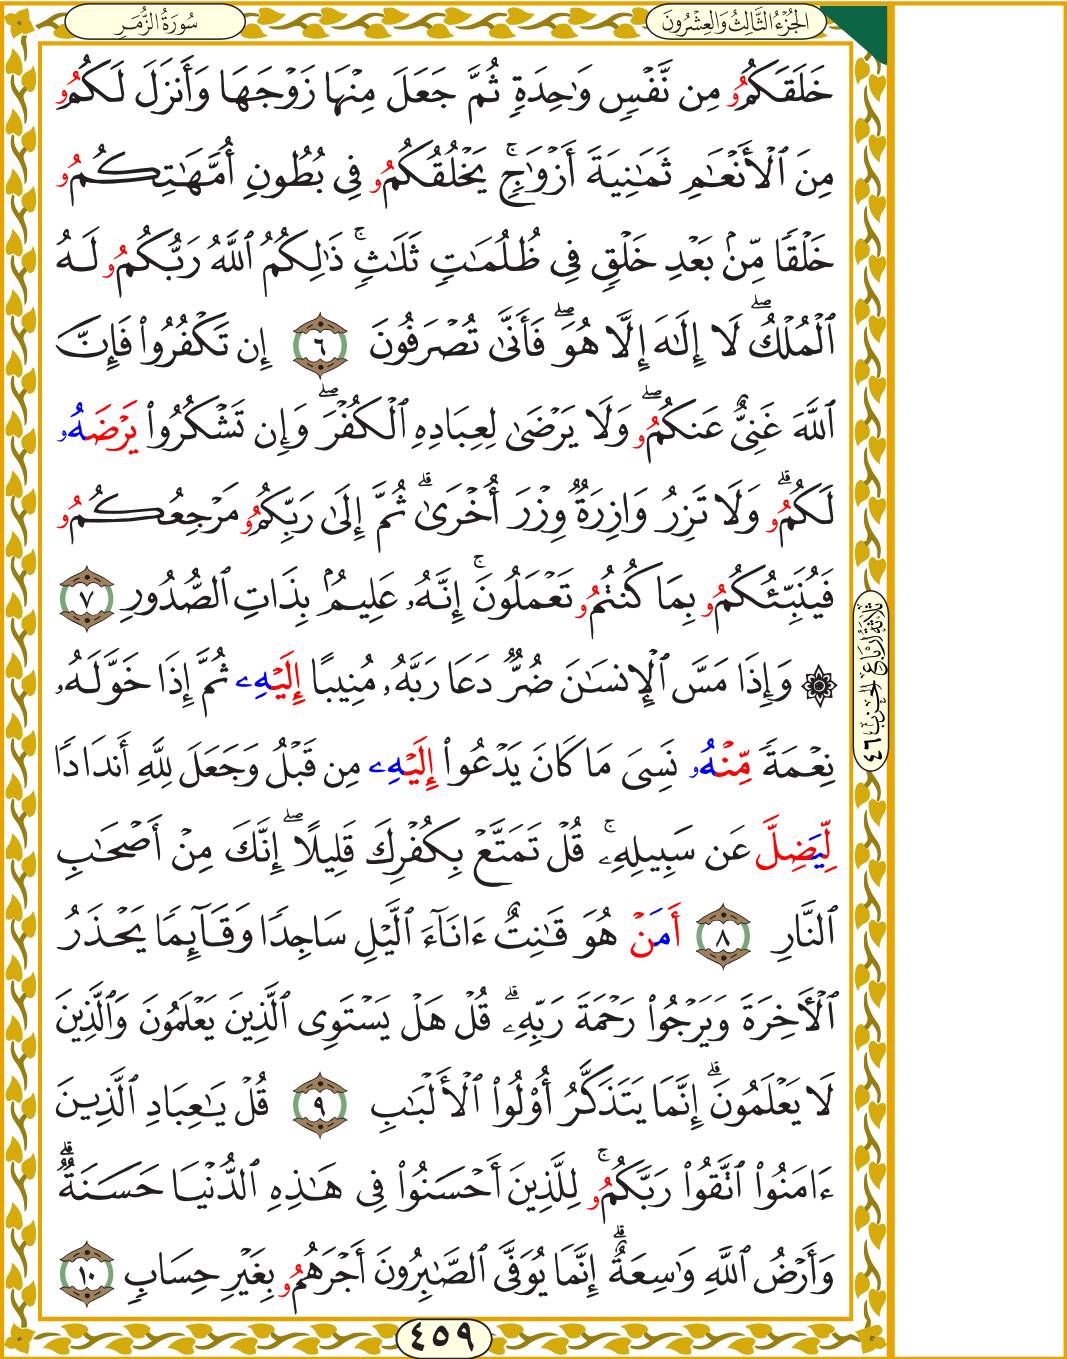 الجُزْءُ الثَّالِثُ وَالعِشْرُونَ
سُورَةُ الزُّمَر
خَلَقَكُمُۥ مِن نَّفْسٍ وَٰحِدَةٍ ثُمَّ جَعَلَ مِنْهَا زَوْجَهَا وَأَنزَلَ لَكُمُۥ
مِنَ ٱلْأَنْعَٰمِ ثَمَٰنِيَةَ أَزْوَٰجٍۚ يَخْلُقُكُمُۥ فِى بُطُونِ أُمَّهَٰتِكُمُۥ
خَلْقًا مِّنۢ بَعْدِ خَلْقٍ فِى ظُلُمَٰتٍ ثَلَٰثٍۚ ذَٰلِكُمُ ٱللَّهُ رَبُّكُمُۥ لَهُ
ٱلْمُلْكُۖ لَا إِلَٰهَ إِلَّا هُوَۖ فَأَنَّىٰ تُصْرَفُونَ ٦ إِن تَكْفُرُوا۟ فَإِنَّ
ٱللَّهَ غَنِىٌّ عَنكُمُۥۖ وَلَا يَرْضَىٰ لِعِبَادِهِ ٱلْكُفْرَۖ وَإِن تَشْكُرُوا۟ يَرْضَهُۥ
لَكُمُۥۗ وَلَا تَزِرُ وَازِرَةٌ وِزْرَ أُخْرَىٰۗ ثُمَّ إِلَىٰ رَبِّكُمُۥ مَرْجِعُكُمُۥ
فَيُنَبِّئُكُمُۥ بِمَا كُنتُمُۥ تَعْمَلُونَۚ إِنَّهُۥ عَلِيمٌۢ بِذَاتِ ٱلصُّدُورِ ٧
۞ وَإِذَا مَسَّ ٱلْإِنسَٰنَ ضُرٌّ دَعَا رَبَّهُۥ مُنِيبًا إِلَيْهِۦ ثُمَّ إِذَا خَوَّلَهُۥ
نِعْمَةً مِّنْهُۥ نَسِىَ مَا كَانَ يَدْعُوٓا۟ إِلَيْهِۦ مِن قَبْلُ وَجَعَلَ لِلَّهِ أَندَادًا
لِّيَضِلَّ عَن سَبِيلِهِۦۚ قُلْ تَمَتَّعْ بِكُفْرِكَ قَلِيلًاۖ إِنَّكَ مِنْ أَصْحَٰبِ
ٱلنَّارِ ٨ أَمَنْ هُوَ قَٰنِتٌ ءَانَآءَ ٱلَّيْلِ سَاجِدًا وَقَآئِمًا يَحْذَرُ
ٱلْءَاخِرَةَ وَيَرْجُوا۟ رَحْمَةَ رَبِّهِۦۗ قُلْ هَلْ يَسْتَوِى ٱلَّذِينَ يَعْلَمُونَ وَٱلَّذِينَ
لَا يَعْلَمُونَۗ إِنَّمَا يَتَذَكَّرُ أُو۟لُوا۟ ٱلْأَلْبَٰبِ ٩ قُلْ يَٰعِبَادِ ٱلَّذِينَ
ءَامَنُوا۟ ٱتَّقُوا۟ رَبَّكُمُۥۚ لِلَّذِينَ أَحْسَنُوا۟ فِى هَٰذِهِ ٱلدُّنْيَا حَسَنَةٌۗ
وَأَرْضُ ٱللَّهِ وَٰسِعَةٌۗ إِنَّمَا يُوَفَّى ٱلصَّٰبِرُونَ أَجْرَهُمُۥ بِغَيْرِ حِسَابٍ ١٠
ثَلَاثَةُ أَرْبَاعِ الحِزْبِ ٤٦
٤٥٩